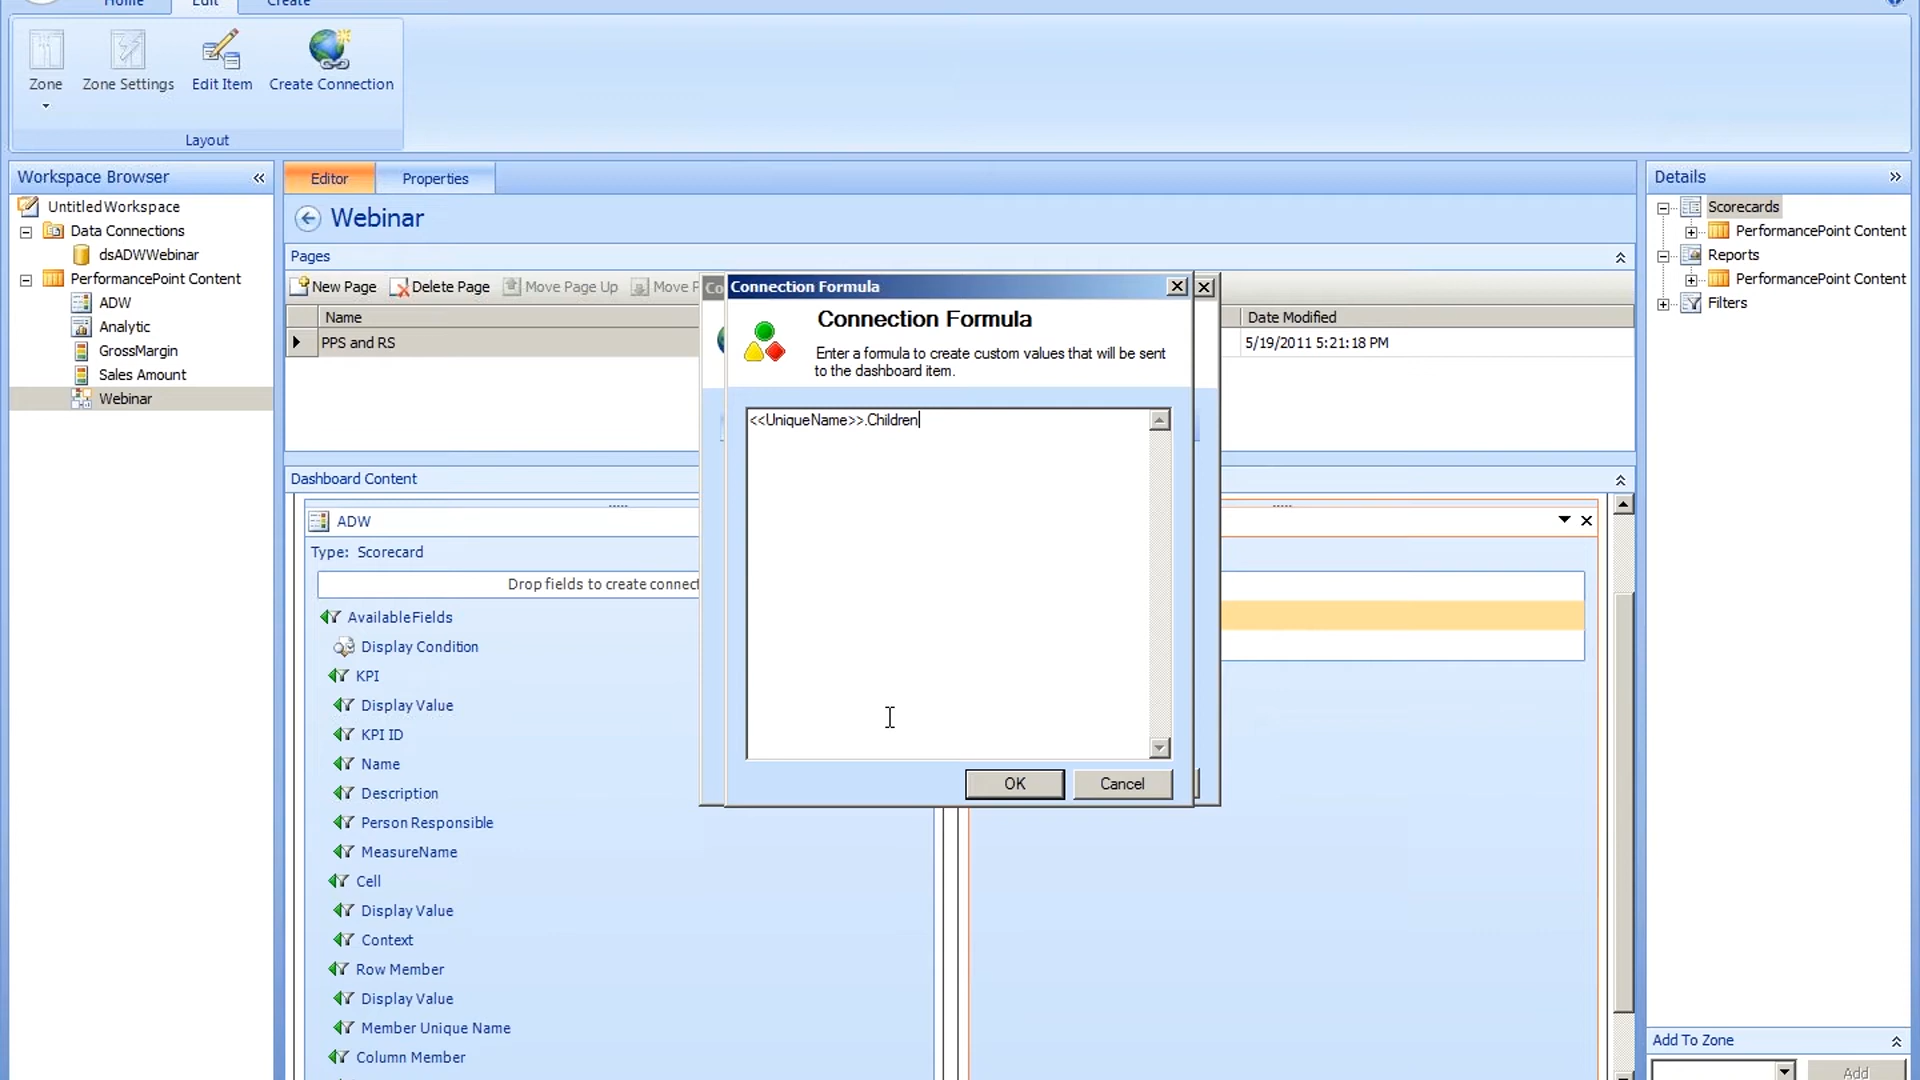 Home Edit Create
Zone Zone Settings Edit Item Create Connection
Layout
Workspace Browser
Untitled Workspace
Data Connections
dsADWWebinar
PerformancePoint Content
ADW
Analytic
GrossMargin
Sales Amount
Webinar
Editor Properties
Webinar
Pages
New Page Delete Page Move Page Up Move P
Name Date Modified
PPS and RS 5/19/2011 5:21:18 PM
Dashboard Content
ADW
Type: Scorecard
Drop fields to create connect
Available Fields
Display Condition
KPI
Display Value
KPI ID
Name
Description
Person Responsible
MeasureName
Cell
Display Value
Context
Row Member
Display Value
Member Unique Name
Column Member
Co
Connection Formula
Connection Formula
Enter a formula to create custom values that will be sent
to the dashboard item.
<<UniqueName>>.Children
OK Cancel
Details
Scorecards
PerformancePoint Content
Reports
PerformancePoint Content
Filters
Add To Zone
Add